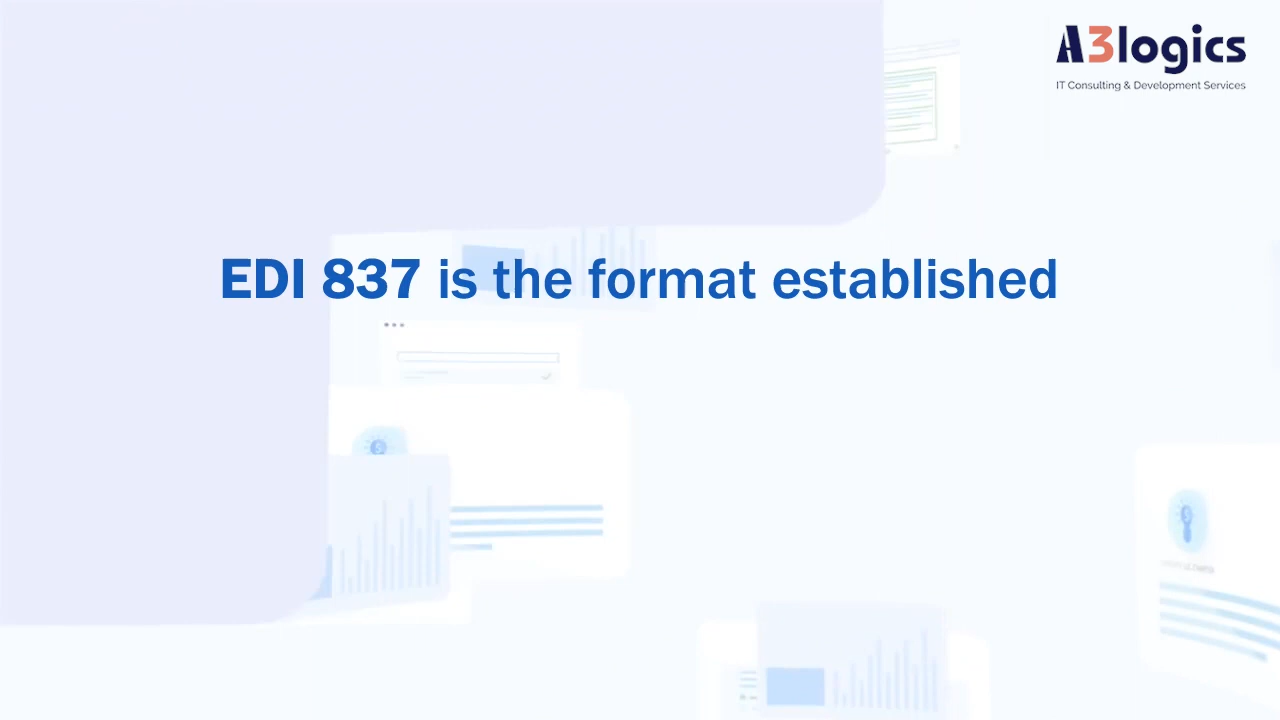 A3logics
IT Consulting & Development Services
EDI 837 is the format established